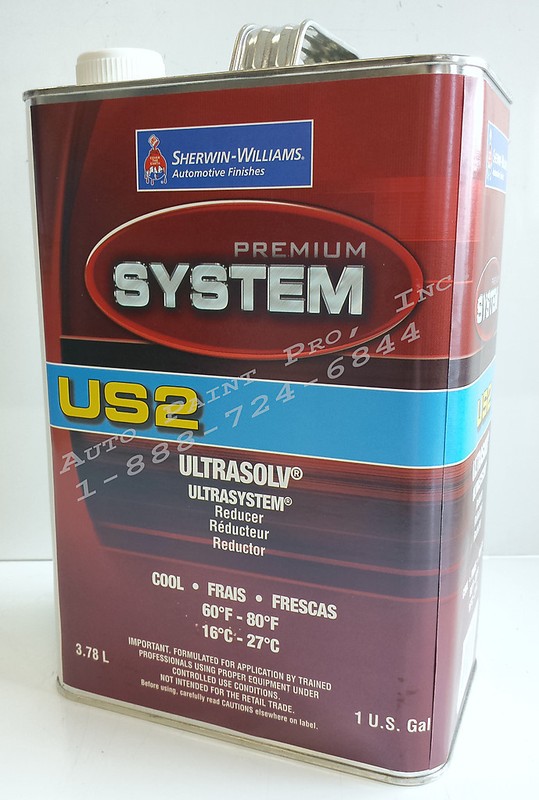 SHERWIN-WILLIAMS®
Automotive Finishes
PREMIUM
SYSTEM
US2
ULTRASOLV®
ULTRASYSTEM®
Reducer
Réducteur
Reductor
COOL • FRAIS • FRESCAS
60°F - 80°F
16°C - 27°C
IMPORTANT. FORMULATED FOR APPLICATION BY TRAINED
PROFESSIONALS USING PROPER EQUIPMENT UNDER
CONTROLLED USE CONDITIONS.
NOT INTENDED FOR THE RETAIL TRADE.
Before using, carefully read CAUTIONS elsewhere on label.
3.78 L
1 U.S. Gal
Auto Paint Pro, Inc.
1-888-724-6844
SYSTEM
US2